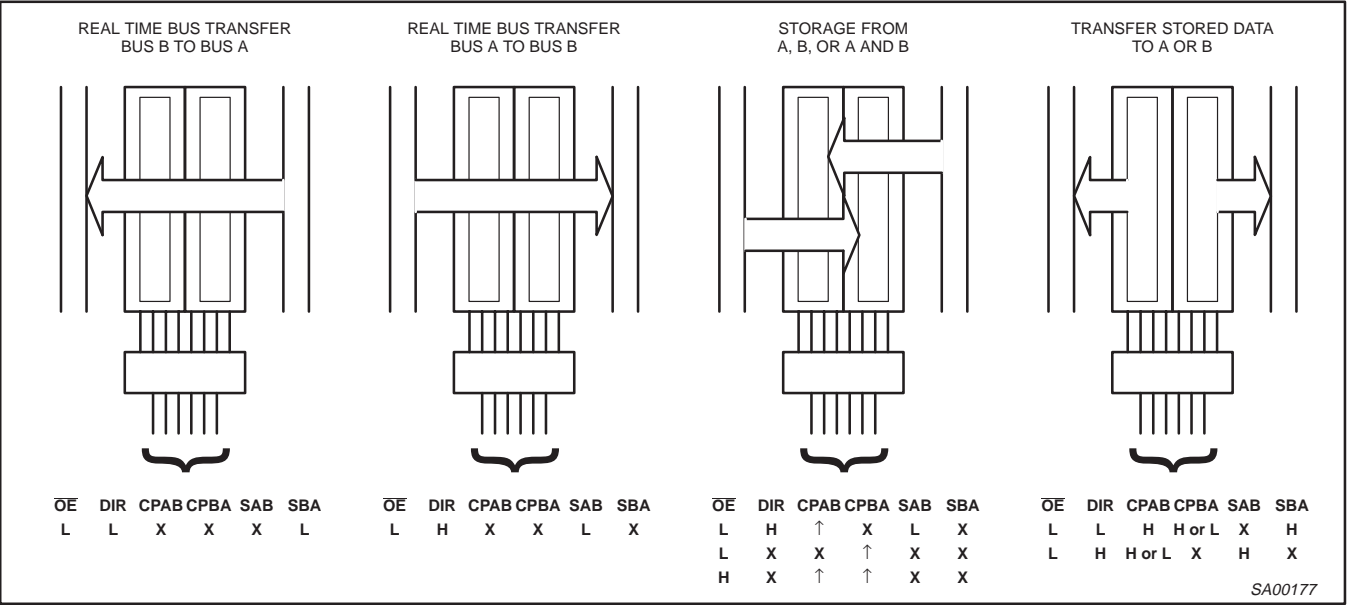 REAL TIME BUS TRANSFER
BUS B TO BUS A
OE DIR CPAB CPBA SAB SBA
L L X X X L
REAL TIME BUS TRANSFER
BUS A TO BUS B
OE DIR CPAB CPBA SAB SBA
L H X X L X
STORAGE FROM
A, B, OR A AND B
OE DIR CPAB CPBA SAB SBA
L H ↑ X L X
L X X ↑ X X
H X ↑ ↑ X X
TRANSFER STORED DATA
TO A OR B
OE DIR CPAB CPBA SAB SBA
L L H H or L X H
L H H or L X H X
SA00177